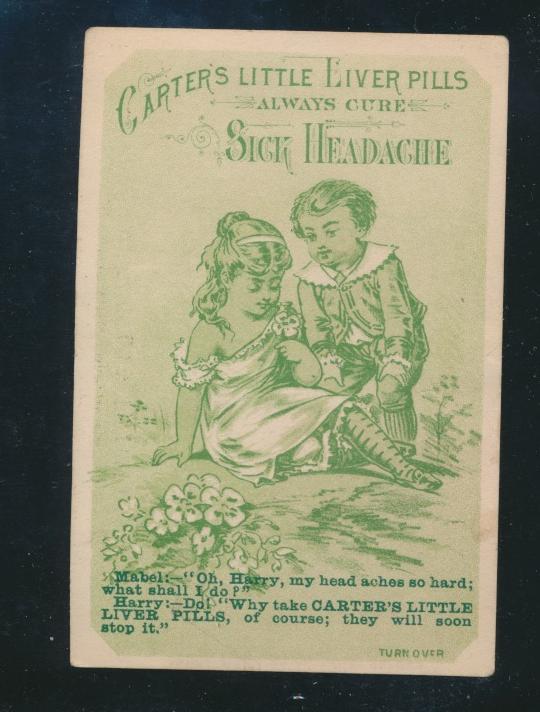 CARTER'S LITTLE LIVER PILLS
ALWAYS CURE
SICK HEADACHE
Mabel:—“Oh, Harry, my head aches so hard;
what shall I do?”
Harry:—Do! “Why take CARTER'S LITTLE
LIVER PILLS, of course; they will soon
stop it.”
TURN OVER